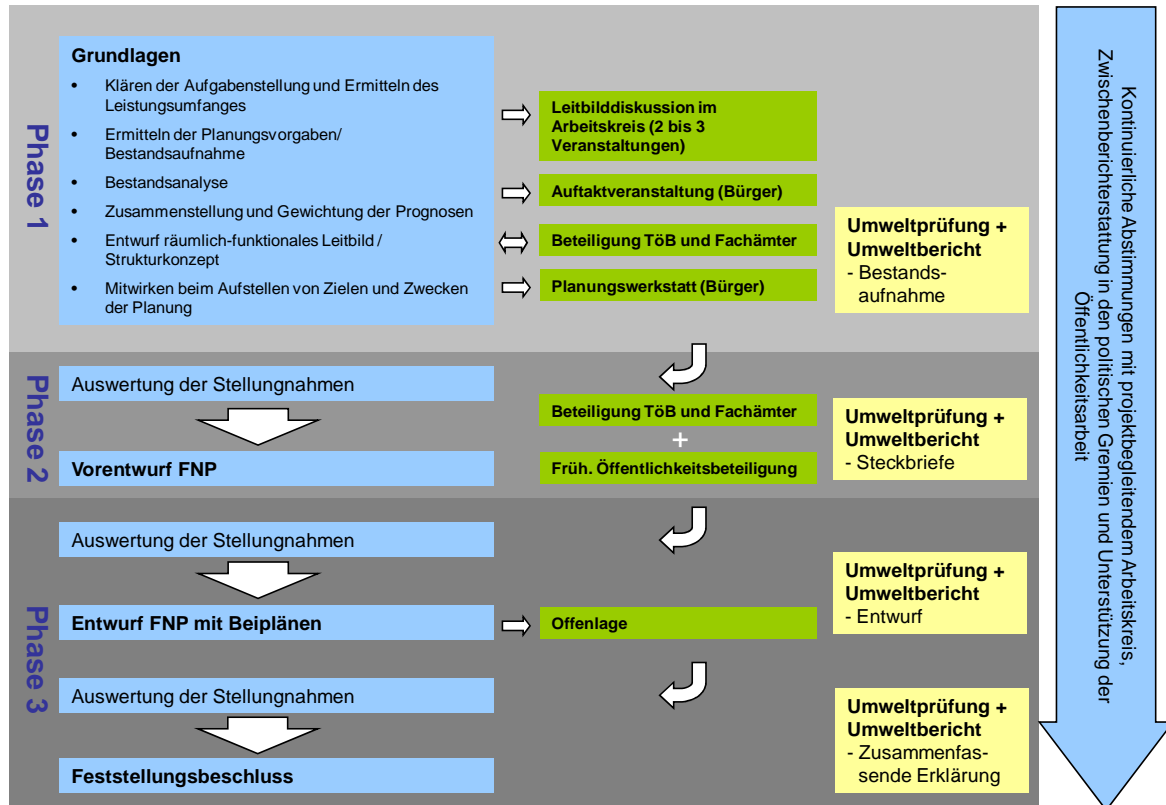 Phase 1
Grundlagen
• Klären der Aufgabenstellung und Ermitteln des
Leistungsumfanges
• Ermitteln der Planungsvorgaben/
Bestandsaufnahme
• Bestandsanalyse
• Zusammenstellung und Gewichtung der Prognosen
• Entwurf räumlich-funktionales Leitbild /
Strukturkonzept
• Mitwirken beim Aufstellen von Zielen und Zwecken
der Planung
Leitbilddiskussion im
Arbeitskreis (2 bis 3
Veranstaltungen)
Auftaktveranstaltung (Bürger)
Beteiligung TöB und Fachämter
Planungswerkstatt (Bürger)
Umweltprüfung +
Umweltbericht
- Bestands-
aufnahme
Phase 2
Auswertung der Stellungnahmen
Vorentwurf FNP
Beteiligung TöB und Fachämter
+
Früh. Öffentlichkeitsbeteiligung
Umweltprüfung +
Umweltbericht
- Steckbriefe
Phase 3
Auswertung der Stellungnahmen
Entwurf FNP mit Beiplänen
Offenlage
Umweltprüfung +
Umweltbericht
- Entwurf
Auswertung der Stellungnahmen
Feststellungsbeschluss
Umweltprüfung +
Umweltbericht
- Zusammenfas-
sende Erklärung
Kontinuierliche Abstimmungen mit projektbegleitendem Arbeitskreis,
Zwischenberichterstattung in den politischen Gremien und Unterstützung der
Öffentlichkeitsarbeit